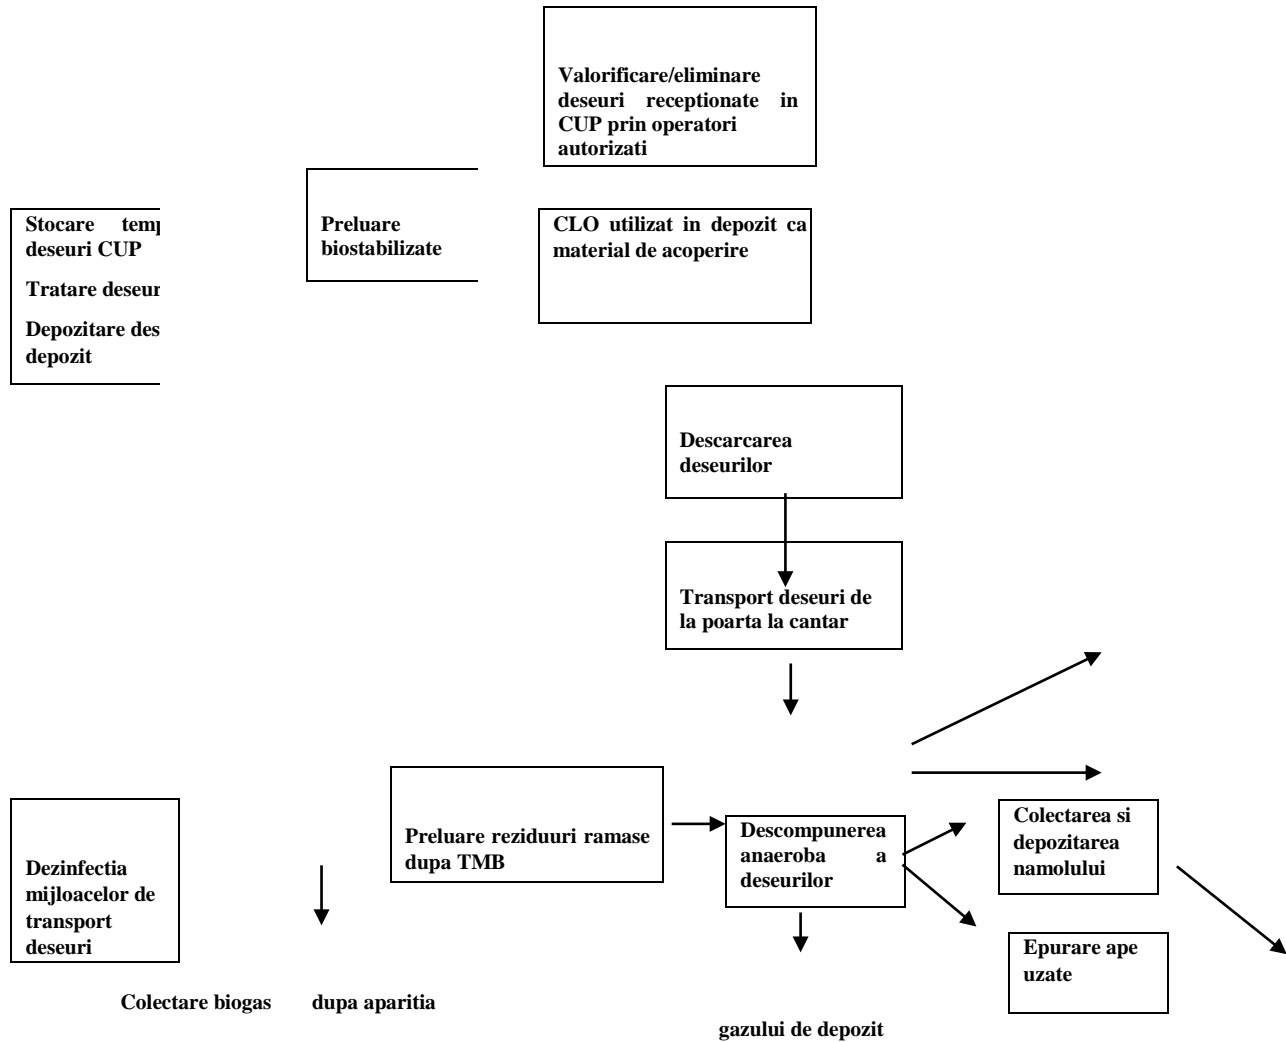 Valorificare/eliminare
deseuri receptionate in
CUP prin operatori
autorizati
Stocare
deseuri CUP
Tratare
Depozitare
depozit
Preluare
biostabilizate
CLO utilizat in depozit ca
material de acoperire
Descarcarea
deseurilor
Transport deseuri de
la poarta la cantar
Preluare reziduuri ramase
dupa TMB
Descompunerea
anaeroba a
deseurilor
Colectarea si
depozitarea
namolului
Dezinfectia
mijloacelor de
transport
deseuri
Epurare ape
uzate
Colectare biogas dupa aparitia
gazului de depozit